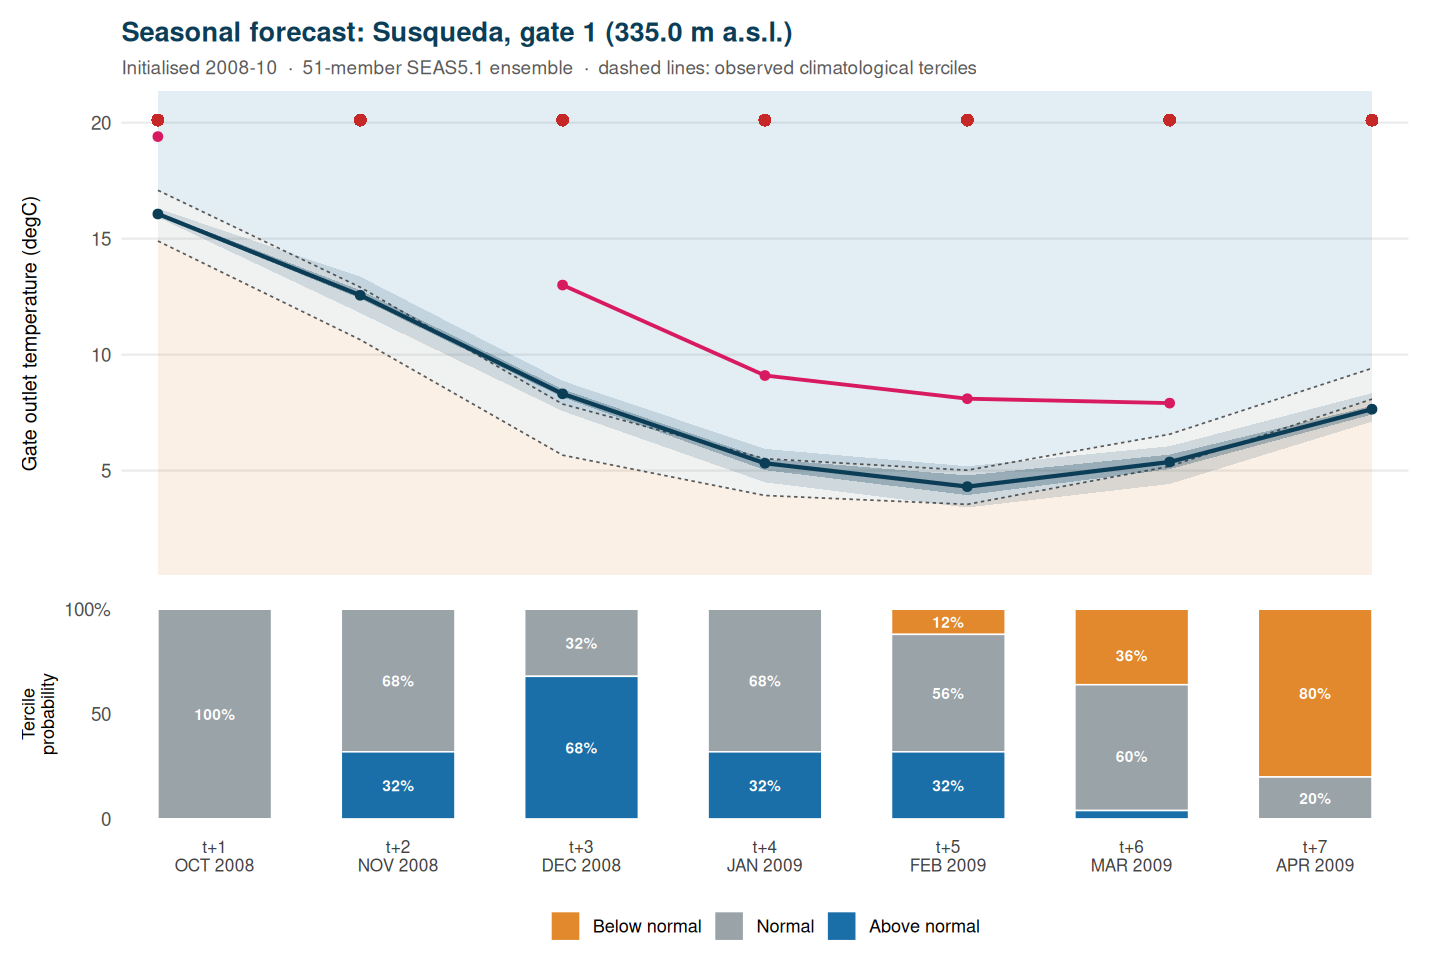 Seasonal forecast: Susqueda, gate 1 (335.0 m a.s.l.)
Initialised 2008-10 · 51-member SEAS5.1 ensemble · dashed lines: observed climatological terciles
Gate outlet temperature (degC)
20
15
10
5
Tercile
probability
100%
50
0
100%
68%
32%
32%
68%
68%
32%
12%
56%
32%
36%
60%
80%
20%
t+1
OCT 2008
t+2
NOV 2008
t+3
DEC 2008
t+4
JAN 2009
t+5
FEB 2009
t+6
MAR 2009
t+7
APR 2009
Below normal
Normal
Above normal